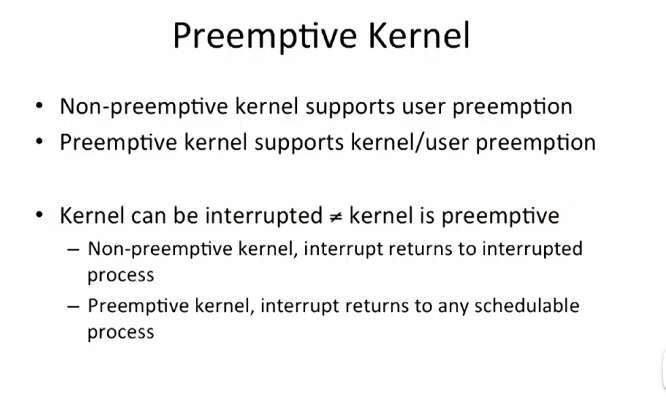 Preemptive Kernel
• Non-preemptive kernel supports user preemption
• Preemptive kernel supports kernel/user preemption
• Kernel can be interrupted ≠ kernel is preemptive
– Non-preemptive kernel, interrupt returns to interrupted
process
– Preemptive kernel, interrupt returns to any schedulable
process